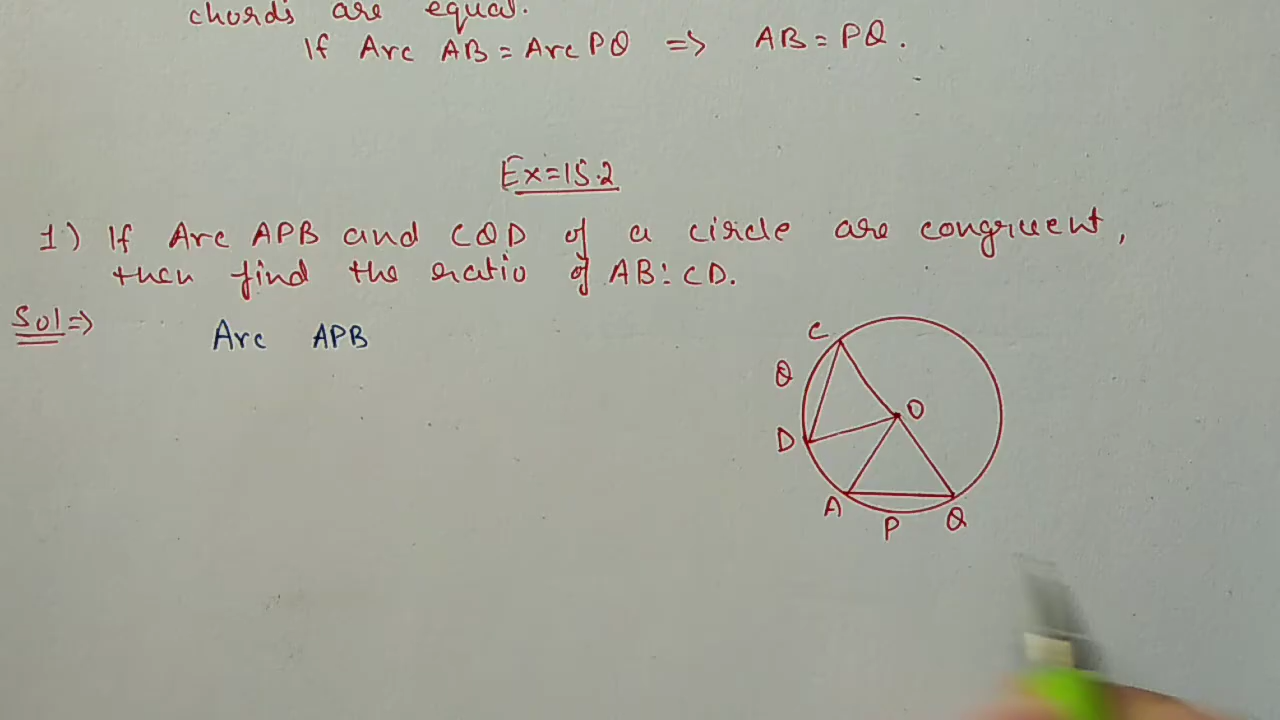 chords are equal.
If Arc AB = Arc PQ => AB = PQ.
Ex=15.2
1) If Arc APB and CQD of a circle are congruent,
then find the ratio of AB:CD.
Sol=> Arc APB
C
Q
O
D
A
P
Q